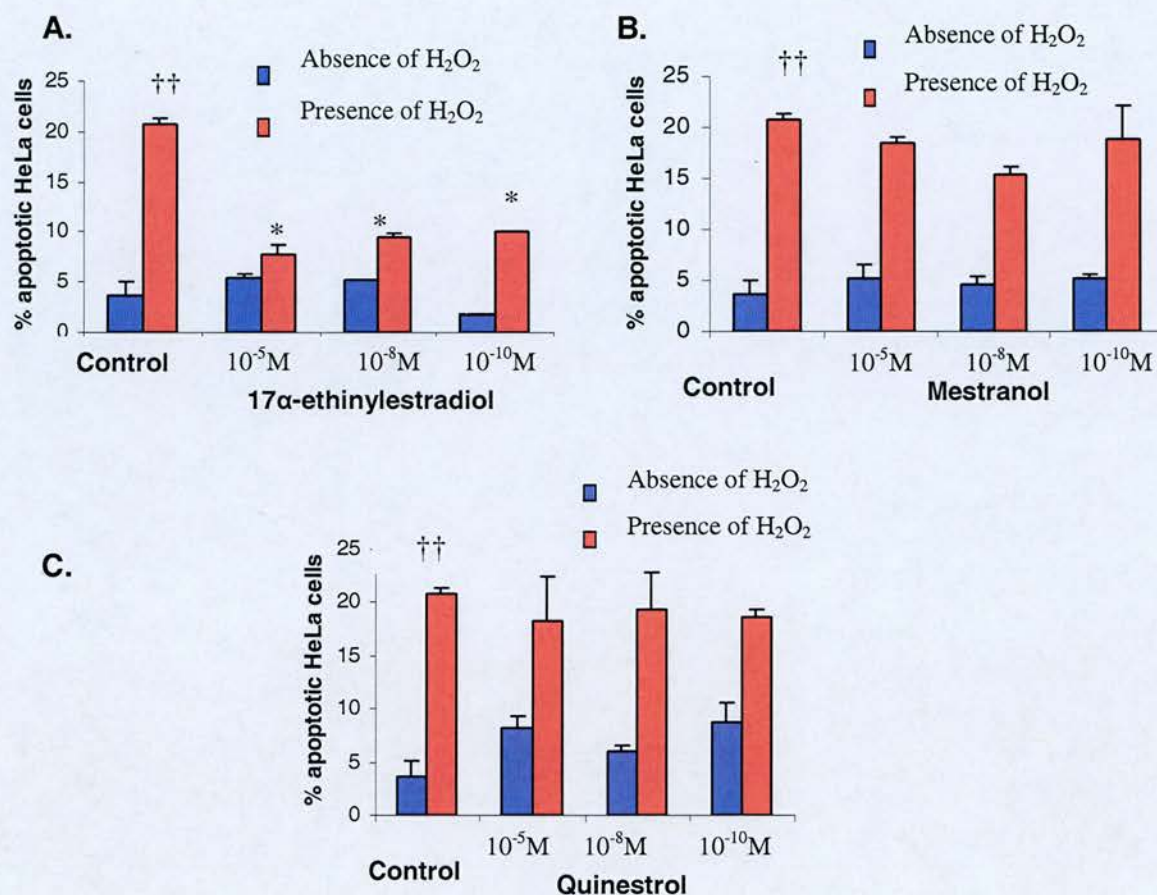 A.
Absence of H₂O₂
Presence of H₂O₂
% apoptotic HeLa cells
25
20
15
10
5
0
††
*
*
*
Control
10⁻⁵M
10⁻⁸M
10⁻¹⁰M
17α-ethinylestradiol
B.
Absence of H₂O₂
Presence of H₂O₂
% apoptotic HeLa cells
25
20
15
10
5
0
††
10⁻⁵M
10⁻⁸M
10⁻¹⁰M
Control
Mestranol
C.
Absence of H₂O₂
Presence of H₂O₂
% apoptotic HeLa cells
25
20
15
10
5
0
††
10⁻⁵M
10⁻⁸M
10⁻¹⁰M
Control
Quinestrol